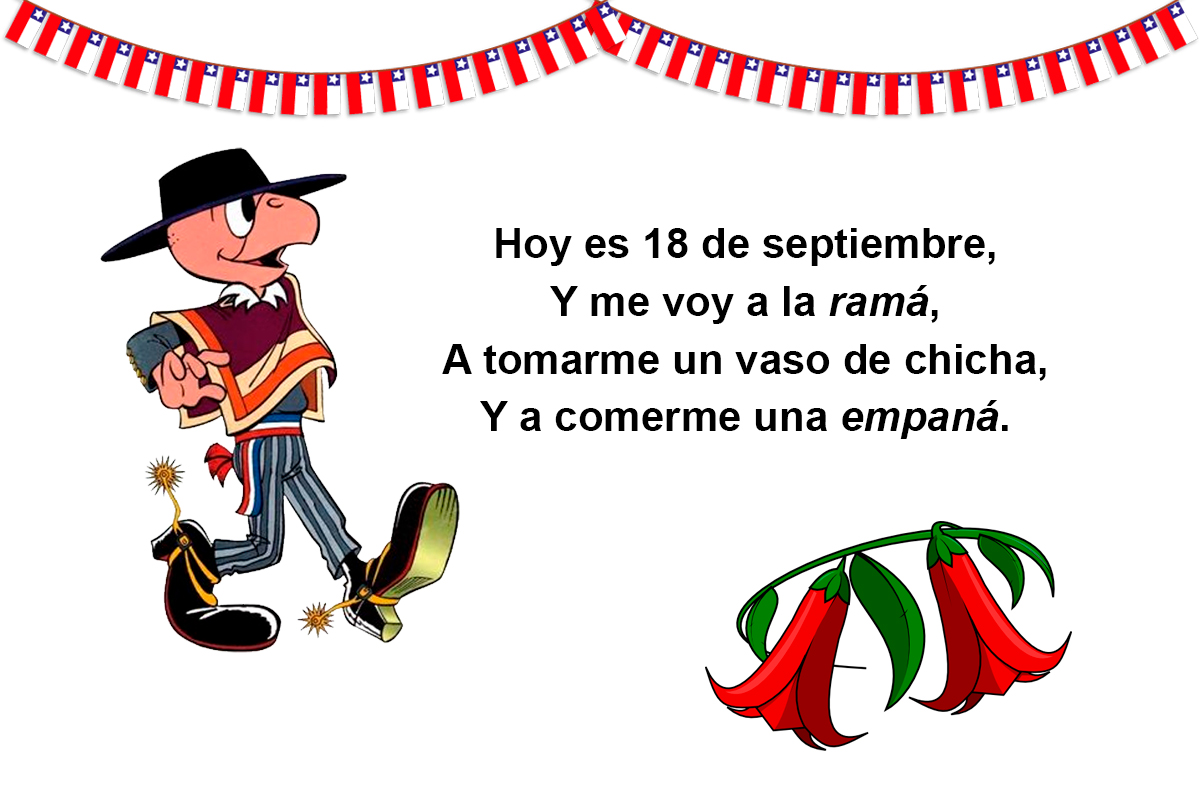 Hoy es 18 de septiembre,
Y me voy a la ramá,
A tomarme un vaso de chicha,
Y a comerme una empaná.